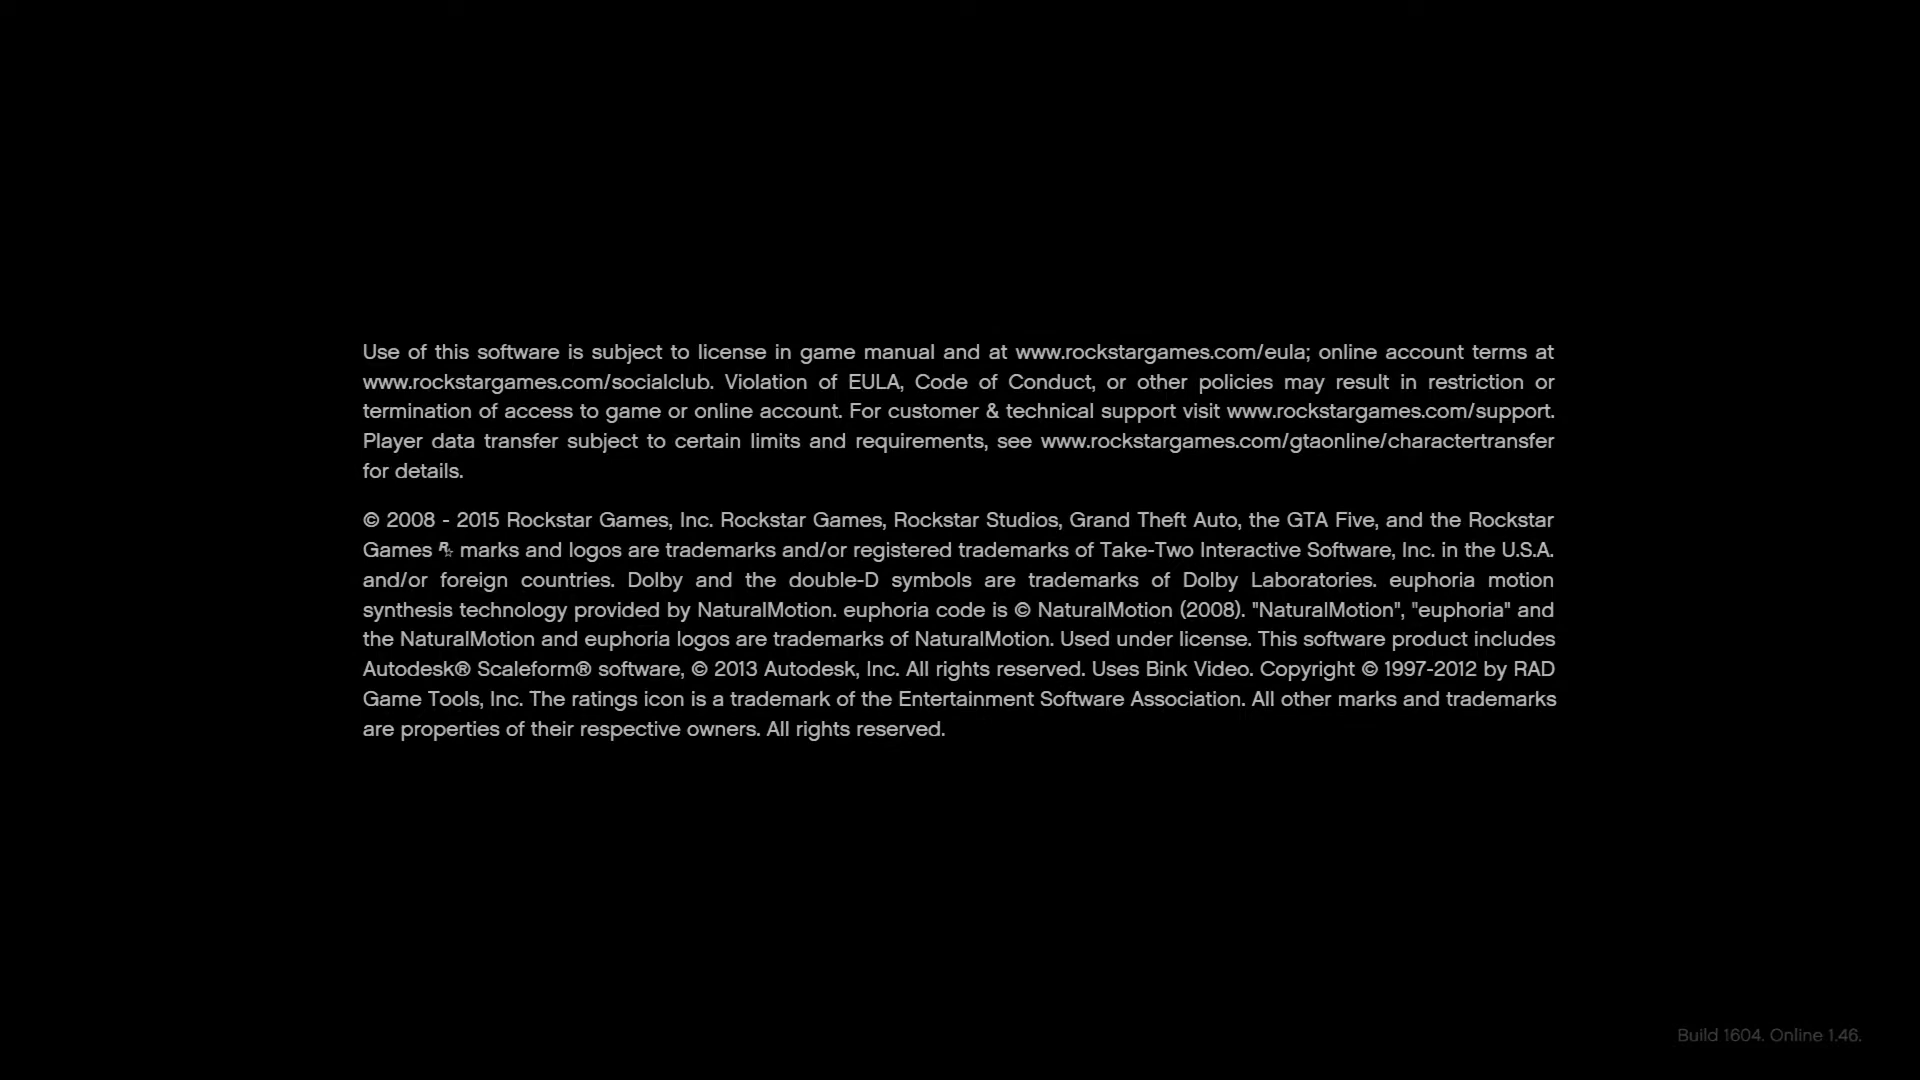 Use of this software is subject to license in game manual and at www.rockstargames.com/eula; online account terms at
www.rockstargames.com/socialclub. Violation of EULA, Code of Conduct, or other policies may result in restriction or
termination of access to game or online account. For customer & technical support visit www.rockstargames.com/support.
Player data transfer subject to certain limits and requirements, see www.rockstargames.com/gtaonline/charactertransfer
for details.
© 2008 - 2015 Rockstar Games, Inc. Rockstar Games, Rockstar Studios, Grand Theft Auto, the GTA Five, and the Rockstar
Games R* marks and logos are trademarks and/or registered trademarks of Take-Two Interactive Software, Inc. in the U.S.A.
and/or foreign countries. Dolby and the double-D symbols are trademarks of Dolby Laboratories. euphoria motion
synthesis technology provided by NaturalMotion. euphoria code is © NaturalMotion (2008). "NaturalMotion", "euphoria" and
the NaturalMotion and euphoria logos are trademarks of NaturalMotion. Used under license. This software product includes
Autodesk® Scaleform® software, © 2013 Autodesk, Inc. All rights reserved. Uses Bink Video. Copyright © 1997-2012 by RAD
Game Tools, Inc. The ratings icon is a trademark of the Entertainment Software Association. All other marks and trademarks
are properties of their respective owners. All rights reserved.
Build 1604. Online 1.46.